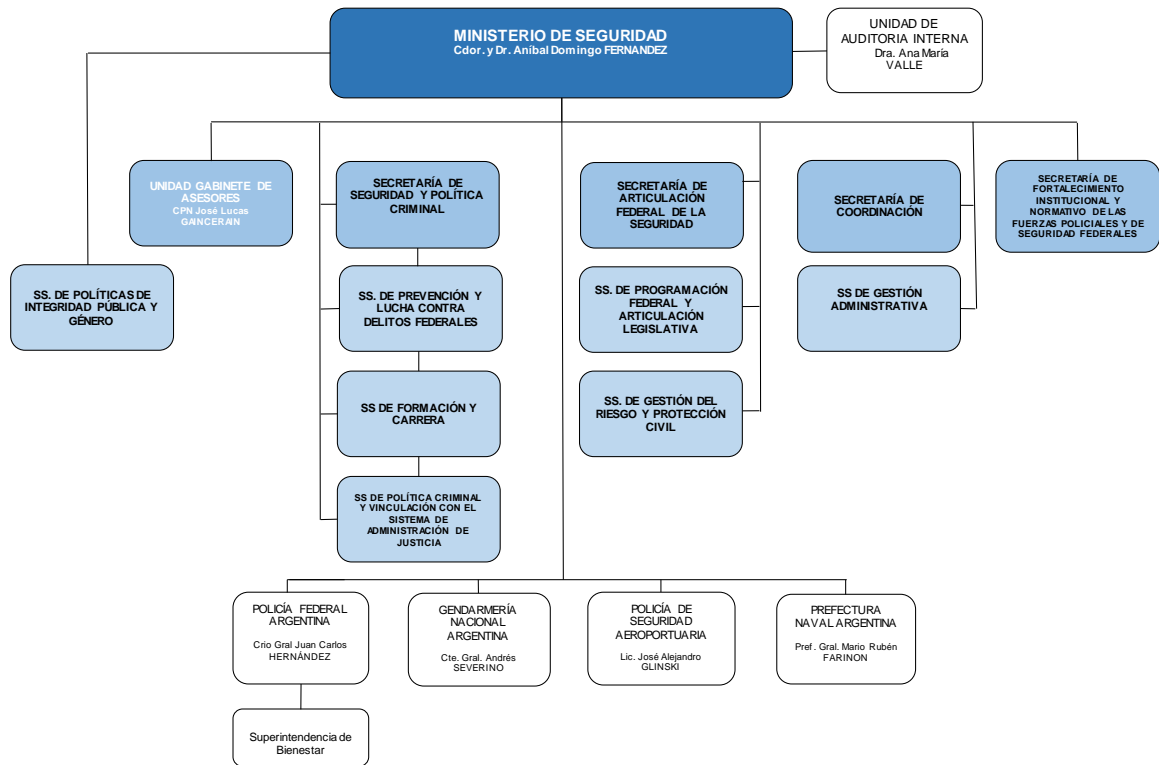 MINISTERIO DE SEGURIDAD
Cdor. y Dr. Aníbal Domingo FERNANDEZ
UNIDAD DE
AUDITORIA INTERNA
Dra. Ana María
VALLE
UNIDAD GABINETE DE
ASESORES
CPN José Lucas
GAINCERAIN
SECRETARÍA DE
SEGURIDAD Y POLÍTICA
CRIMINAL
SECRETARÍA DE
ARTICULACIÓN
FEDERAL DE LA
SEGURIDAD
SECRETARÍA DE
COORDINACIÓN
SECRETARÍA DE
FORTALECIMIENTO
INSTITUCIONAL Y
NORMATIVO DE LAS
FUERZAS POLICIALES Y DE
SEGURIDAD FEDERALES
SS. DE POLÍTICAS DE
INTEGRIDAD PÚBLICA Y
GÉNERO
SS. DE PREVENCIÓN Y
LUCHA CONTRA
DELITOS FEDERALES
SS. DE PROGRAMACIÓN
FEDERAL Y
ARTICULACIÓN
LEGISLATIVA
SS DE GESTIÓN
ADMINISTRATIVA
SS DE FORMACIÓN Y
CARRERA
SS. DE GESTIÓN DEL
RIESGO Y PROTECCIÓN
CIVIL
SS DE POLÍTICA CRIMINAL
Y VINCULACIÓN CON EL
SISTEMA DE
ADMINISTRACIÓN DE
JUSTICIA
POLICÍA FEDERAL
ARGENTINA
Crio Gral Juan Carlos
HERNÁNDEZ
GENDARMERÍA
NACIONAL
ARGENTINA
Cte. Gral. Andrés
SEVERINO
POLICÍA DE
SEGURIDAD
AEROPORTUARIA
Lic. José Alejandro
GLINSKI
PREFECTURA
NAVAL ARGENTINA
Pref. Gral. Mario Rubén
FARINON
Superintendencia de
Bienestar